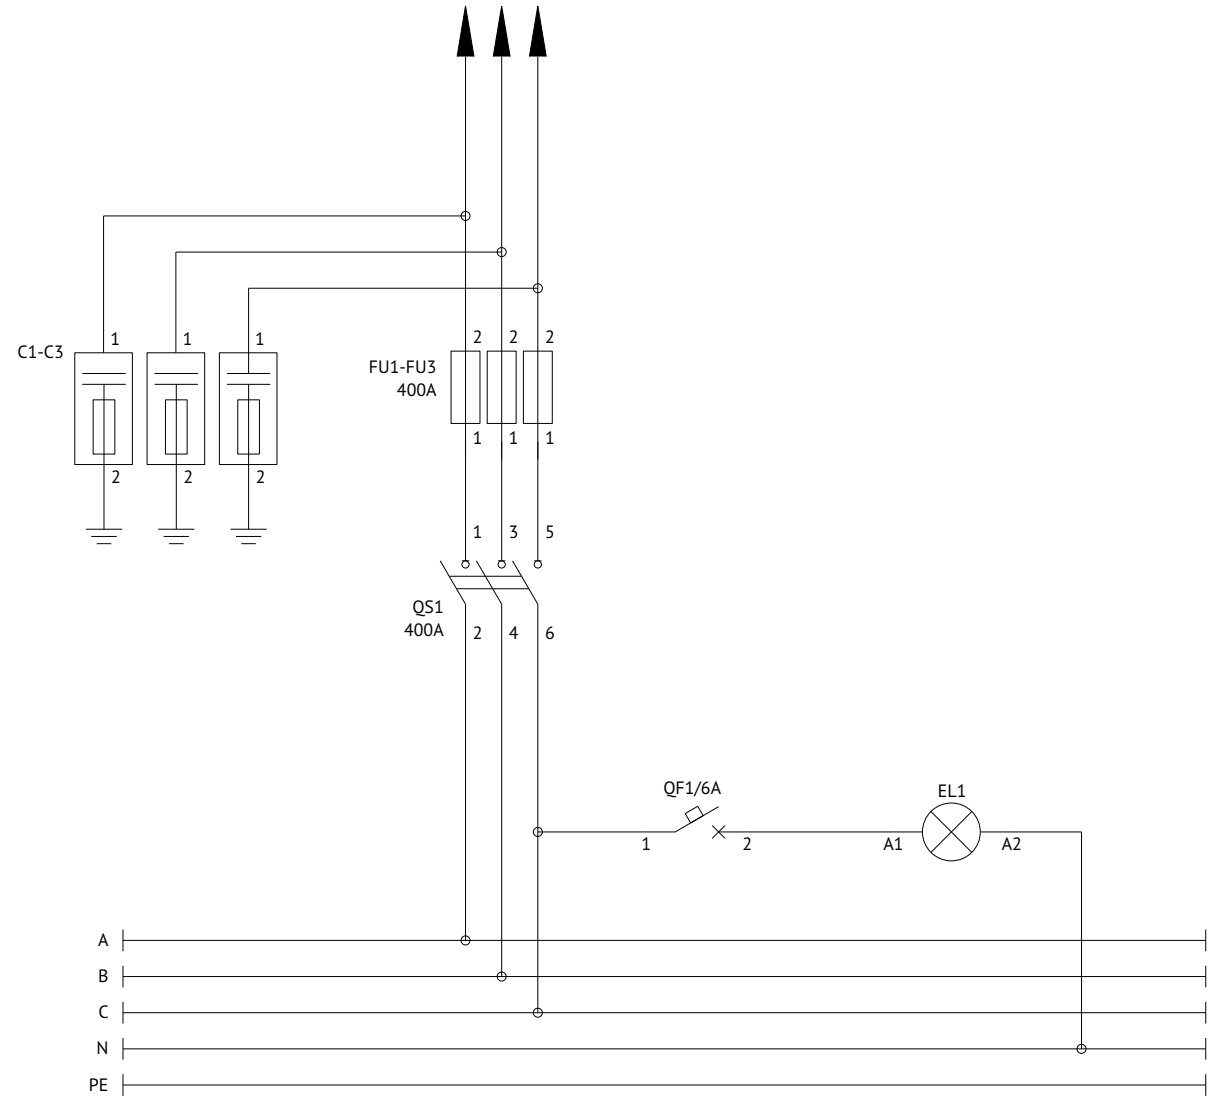 1 1 1
C1-C3
2 2 2
FU1-FU3
400A
2 2 2
1 1 1
1 3 5
QS1
400A
2 4 6
QF1/6A
1 2
EL1
A1 A2
A
B
C
N
PE